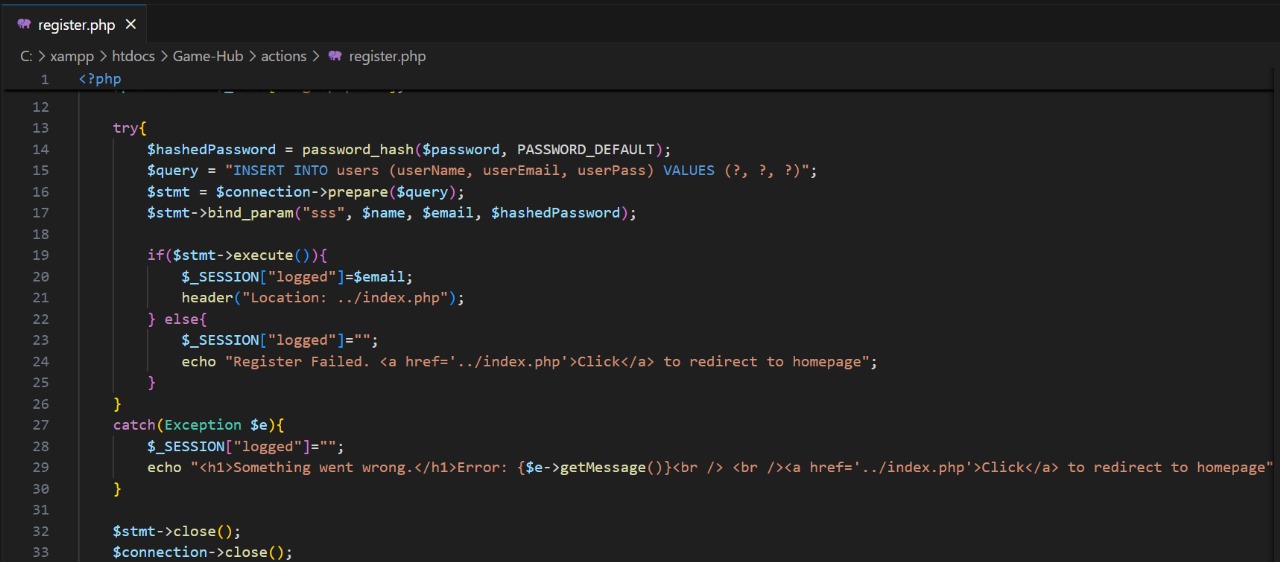 register.php ×
C: > xampp > htdocs > Game-Hub > actions > register.php
1 <?php
12
13 try{
14 $hashedPassword = password_hash($password, PASSWORD_DEFAULT);
15 $query = "INSERT INTO users (userName, userEmail, userPass) VALUES (?, ?, ?)";
16 $stmt = $connection->prepare($query);
17 $stmt->bind_param("sss", $name, $email, $hashedPassword);
18
19 if($stmt->execute()){
20 $_SESSION["logged"]=$email;
21 header("Location: ../index.php");
22 } else{
23 $_SESSION["logged"]="";
24 echo "Register Failed. <a href='../index.php'>Click</a> to redirect to homepage";
25 }
26 }
27 catch(Exception $e){
28 $_SESSION["logged"]="";
29 echo "<h1>Something went wrong.</h1>Error: {$e->getMessage()}<br /> <br /><a href='../index.php'>Click</a> to redirect to homepage"
30 }
31
32 $stmt->close();
33 $connection->close();